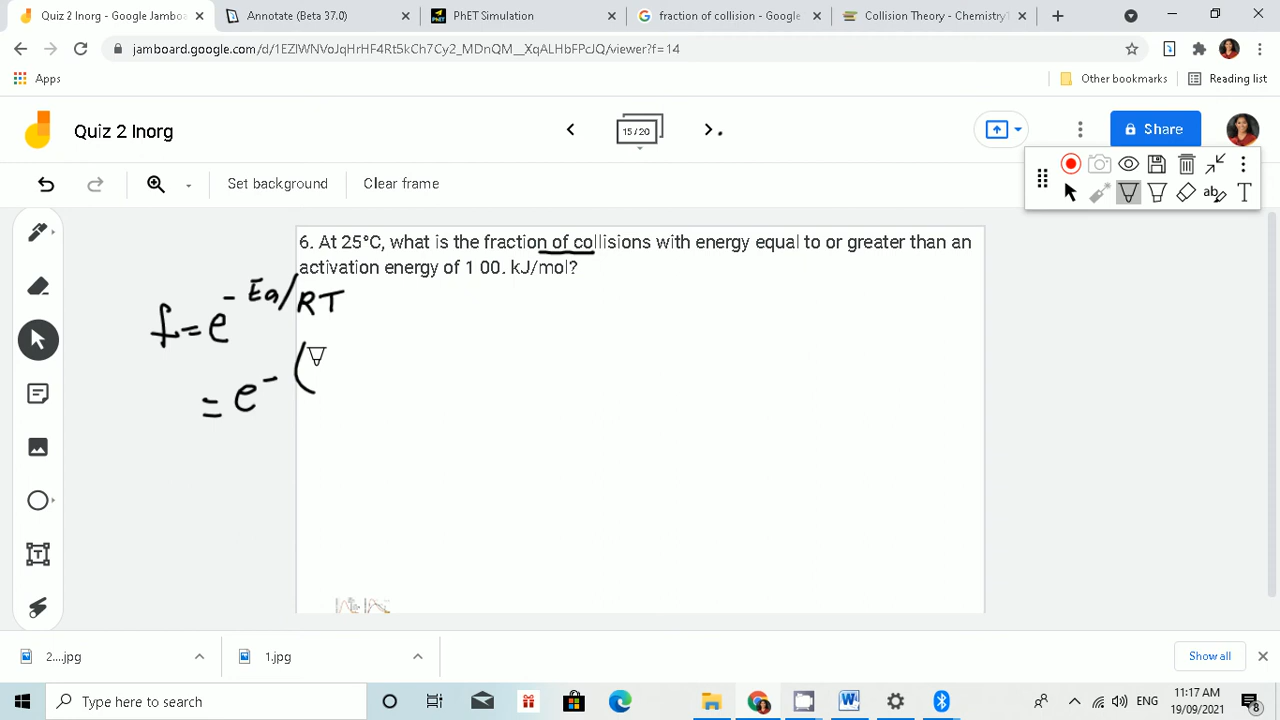 Quiz 2 Inorg - Google Jamb
Annotate (Beta 37.0)
PhET Simulation
fraction of collision - Google
Collision Theory - Chemistry
jamboard.google.com/d/1EZlWNVoJqHrHF4Rt5kCh7Cy2_MDnQM__XqALHbFPcJQ/viewer?f=14
Apps
Other bookmarks
Reading list
Quiz 2 Inorg
15 / 20
Share
Set background
Clear frame
6. At 25°C, what is the fraction of collisions with energy equal to or greater than an
activation energy of 1 00. kJ/mol?
f = e - Ea/RT
= e - (
2....jpg
1.jpg
Show all
Type here to search
ENG
11:17 AM
19/09/2021
8